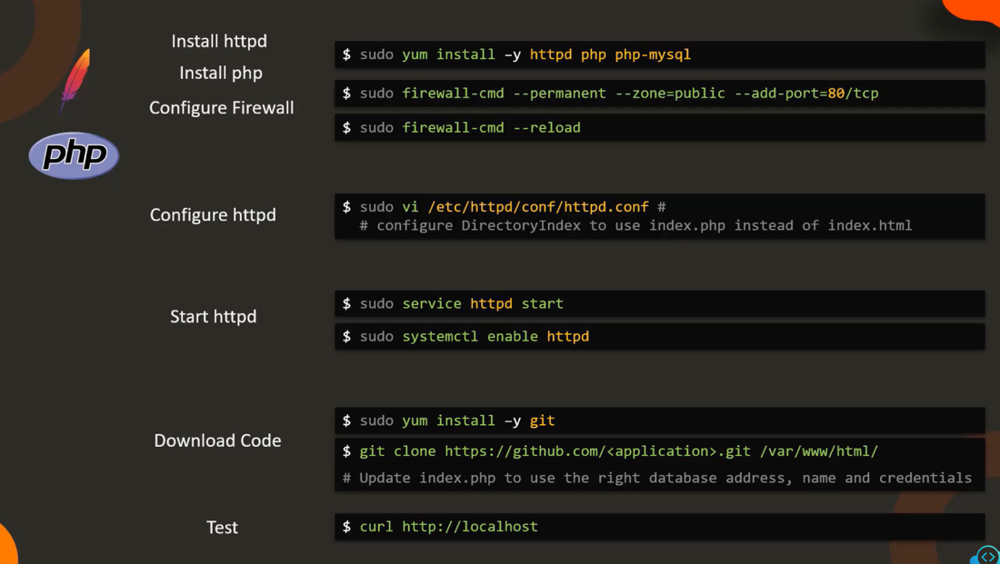 Install httpd
Install php
$ sudo yum install –y httpd php php-mysql
Configure Firewall
$ sudo firewall-cmd --permanent --zone=public --add-port=80/tcp
$ sudo firewall-cmd --reload
php
Configure httpd
$ sudo vi /etc/httpd/conf/httpd.conf #
# configure DirectoryIndex to use index.php instead of index.html
Start httpd
$ sudo service httpd start
$ sudo systemctl enable httpd
Download Code
$ sudo yum install –y git
$ git clone https://github.com/<application>.git /var/www/html/
# Update index.php to use the right database address, name and credentials
Test
$ curl http://localhost